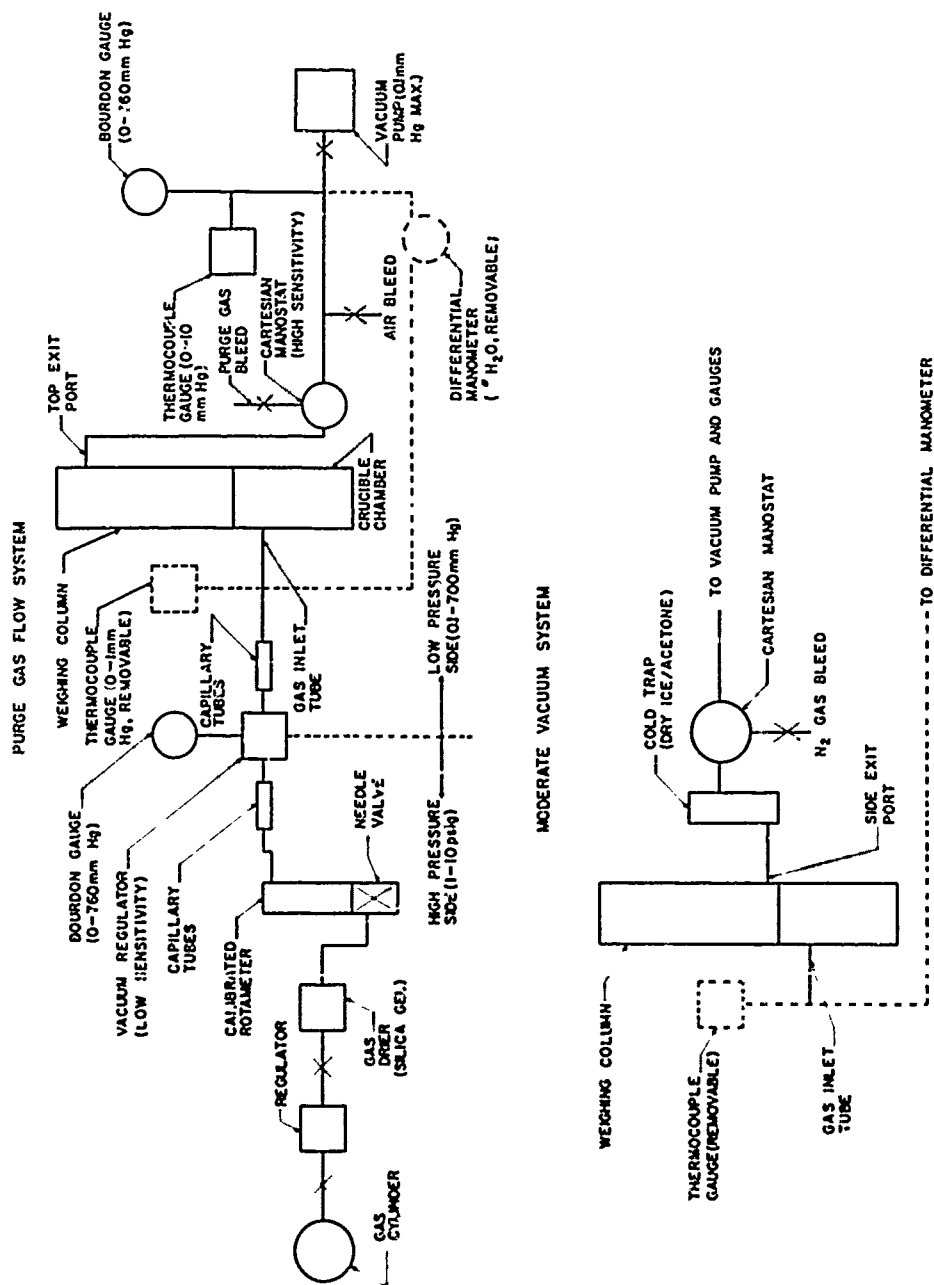 PURGE GAS FLOW SYSTEM
BOURDON GAUGE
(0-760mm Hg)
THERMOCOUPLE
GAUGE (0-10
mm Hg)
PURGE GAS
BLEED
CARTESIAN
MANOSTAT
(HIGH SENSITIVITY)
VACUUM
PUMP (0.1mm
Hg MAX.)
AIR BLEED
DIFFERENTIAL
MANOMETER
( " H2O, REMOVABLE)
TOP EXIT
PORT
CRUCIBLE
CHAMBER
WEIGHING COLUMN
THERMOCOUPLE
GAUGE (0-1mm
Hg, REMOVABLE)
CAPILLARY
TUBES
GAS INLET
TUBE
LOW PRESSURE
SIDE (0.1-700mm Hg)
BOURDON GAUGE
(0-760mm Hg)
VACUUM REGULATOR
(LOW SENSITIVITY)
CAPILLARY
TUBES
HIGH PRESSURE
SIDE (1-10 psig)
CALIBRATED
ROTAMETER
NEEDLE
VALVE
REGULATOR
GAS
DRIER
(SILICA GEL)
GAS
CYLINDER
MODERATE VACUUM SYSTEM
WEIGHING COLUMN
COLD TRAP
(DRY ICE/ACETONE)
TO VACUUM PUMP AND GAUGES
CARTESIAN MANOSTAT
N2 GAS BLEED
SIDE EXIT
PORT
THERMOCOUPLE
GAUGE (REMOVABLE)
GAS INLET
TUBE
TO DIFFERENTIAL MANOMETER